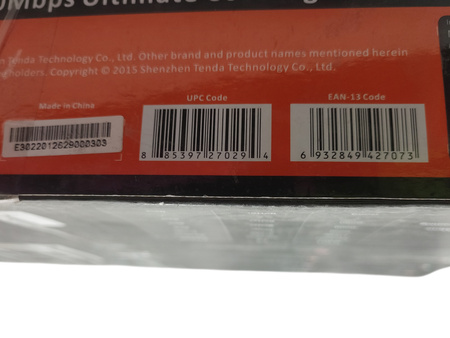 0Mbps Ultimate
n Tenda Technology Co., Ltd. Other brand and product names mentioned herein
holders. Copyright © 2015 Shenzhen Tenda Technology Co., Ltd.
Made in China
UPC Code
EAN-13 Code
E3022012629000303
8 85397 27029 4
6 932849 427073